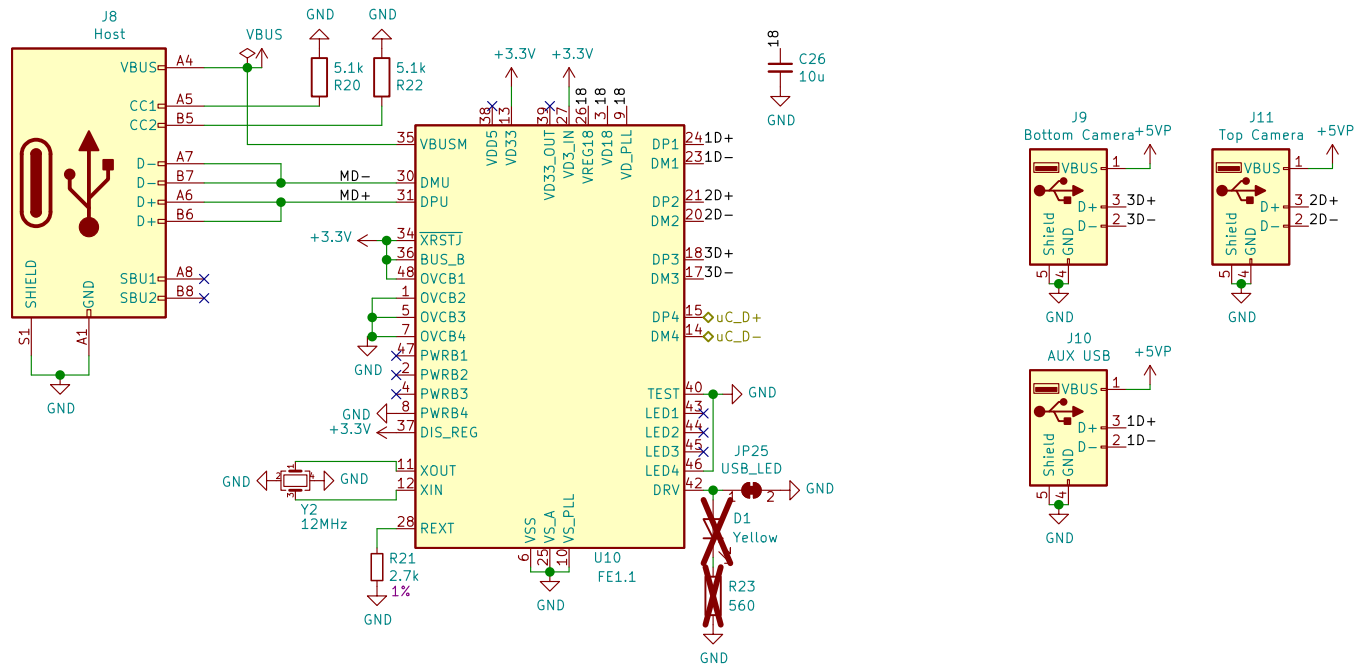 J8
Host
VBUS
A4
CC1
A5
CC2
B5
D-
A7
D-
B7
D+
A6
D+
B6
SBU1
A8
SBU2
B8
SHIELD
GND
S1
A1
GND
VBUS
GND
GND
5.1k
R20
5.1k
R22
MD-
MD+
+3.3V
+3.3V
38
13
39
27
26
3
9
18
18
18
VDD5
VD33
VD33_OUT
VD3_IN
VREG18
VD18
VD_PLL
35
VBUSM
30
DMU
31
DPU
+3.3V
34
XRSTJ
36
BUS_B
48
OVCB1
1
OVCB2
5
OVCB3
7
OVCB4
GND
47
PWRB1
2
PWRB2
4
PWRB3
GND
8
PWRB4
+3.3V
37
DIS_REG
11
XOUT
12
XIN
GND
1
2
3
4
GND
Y2
12MHz
28
REXT
R21
2.7k
1%
GND
VSS
VS_A
VS_PLL
6
25
10
GND
U10
FE1.1
DP1
24
1D+
DM1
23
1D-
DP2
21
2D+
DM2
20
2D-
DP3
18
3D+
DM3
17
3D-
DP4
15
uC_D+
DM4
14
uC_D-
TEST
40
GND
LED1
43
LED2
44
LED3
45
LED4
46
DRV
42
JP25
USB_LED
1
2
GND
D1
Yellow
R23
560
GND
18
C26
10u
GND
J9
Bottom Camera
+5VP
VBUS
1
D+
3
3D+
D-
2
3D-
Shield
GND
5
4
GND
J11
Top Camera
+5VP
VBUS
1
D+
3
2D+
D-
2
2D-
Shield
GND
5
4
GND
J10
AUX USB
+5VP
VBUS
1
D+
3
1D+
D-
2
1D-
Shield
GND
5
4
GND